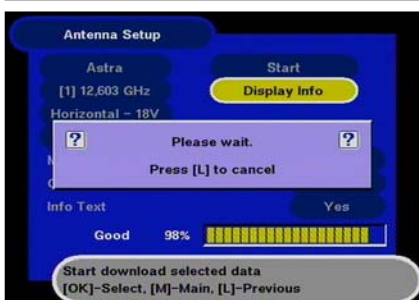 Antenna Setup
Astra
Start
[1] 12,603 GHz
Display Info
Horizontal - 18V
? Please wait. ?
Press [L] to cancel
Info Text
Yes
Good 98%
Start download selected data
[OK]-Select, [M]-Main, [L]-Previous